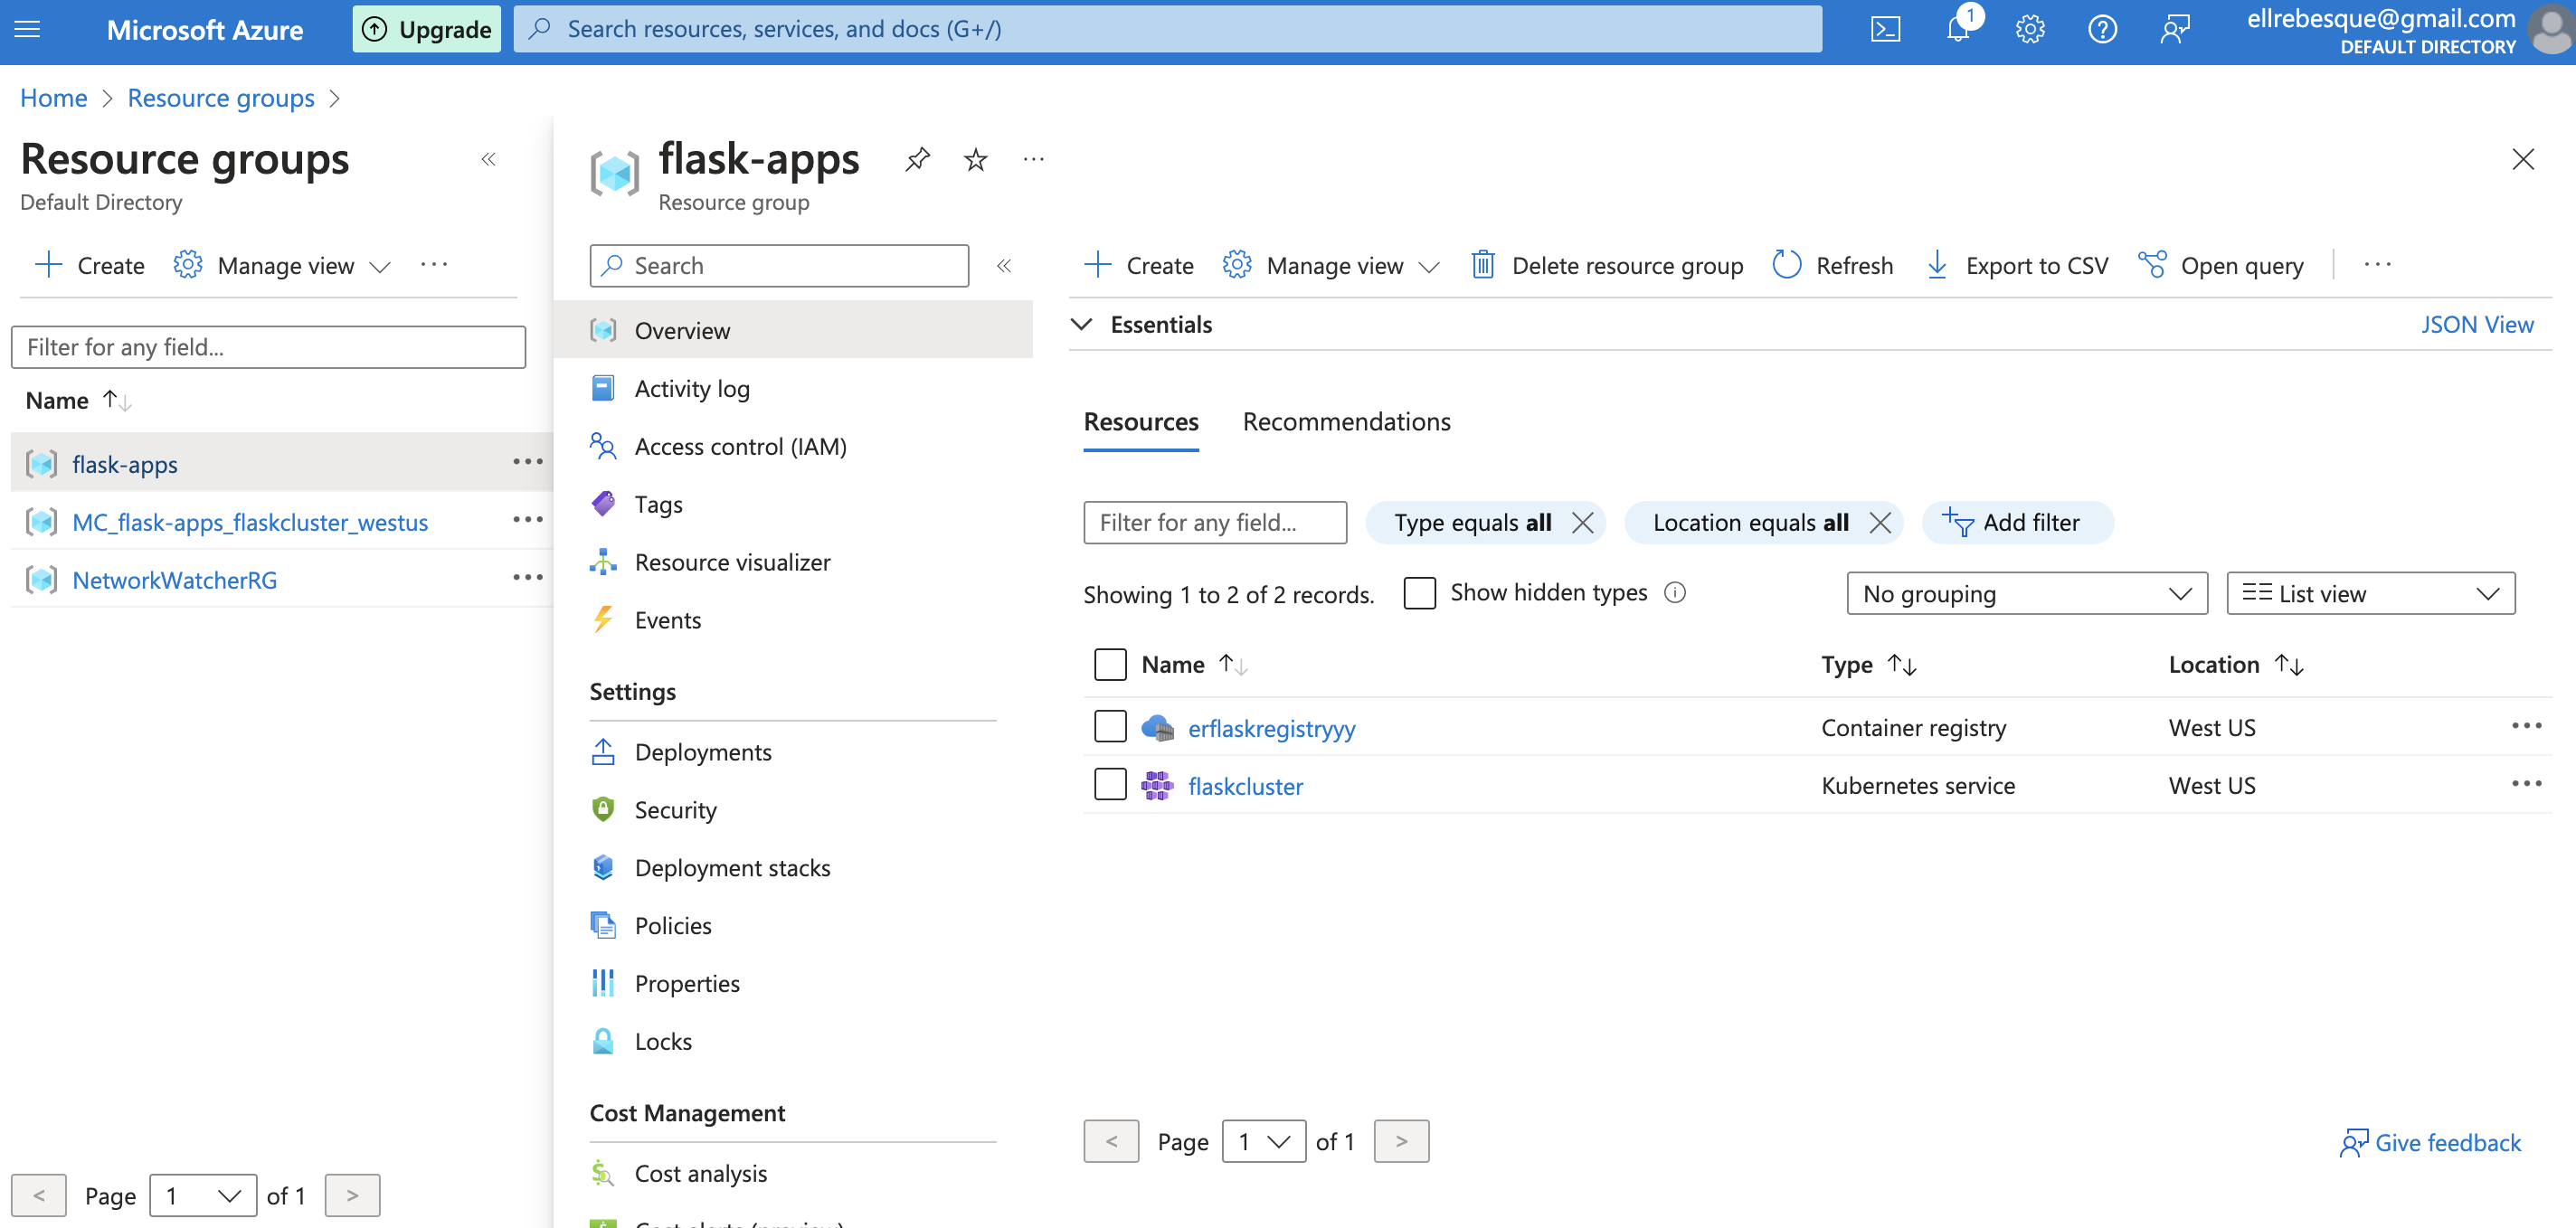 Microsoft Azure
Upgrade
Search resources, services, and docs (G+/)
1
ellrebesque@gmail.com
DEFAULT DIRECTORY
Home > Resource groups >
Resource groups
Default Directory
Create
Manage view
Filter for any field...
Name
flask-apps
MC_flask-apps_flaskcluster_westus
NetworkWatcherRG
< Page 1 of 1 >
flask-apps
Resource group
Search
Overview
Activity log
Access control (IAM)
Tags
Resource visualizer
Events
Settings
Deployments
Security
Deployment stacks
Policies
Properties
Locks
Cost Management
Cost analysis
Cost alerts (preview)
Create
Manage view
Delete resource group
Refresh
Export to CSV
Open query
Essentials
JSON View
Resources
Recommendations
Filter for any field...
Type equals all
Location equals all
Add filter
Showing 1 to 2 of 2 records.
Show hidden types
No grouping
List view
Name Type Location
erflaskregistryyy Container registry West US
flaskcluster Kubernetes service West US
< Page 1 of 1 >
Give feedback